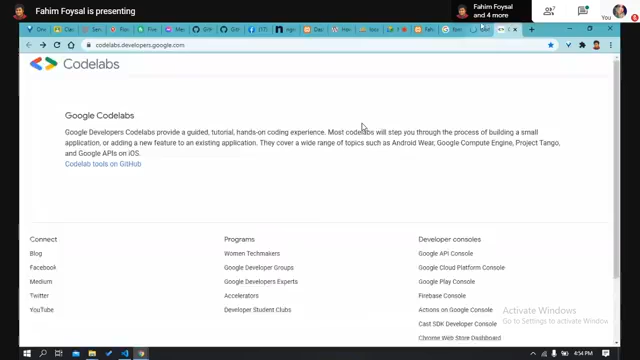 Fahim Foysal is presenting
Fahim Foysal
and 4 more
You
codelabs.developers.google.com
Codelabs
Google Codelabs
Google Developers Codelabs provide a guided, tutorial, hands-on coding experience. Most codelabs will step you through the process of building a small
application, or adding a new feature to an existing application. They cover a wide range of topics such as Android Wear, Google Compute Engine, Project Tango,
and Google APIs on iOS.
Codelab tools on GitHub
Connect
Programs
Developer consoles
Blog
Women Techmakers
Google API Console
Facebook
Google Developer Groups
Google Cloud Platform Console
Medium
Google Developers Experts
Google Play Console
Twitter
Accelerators
Firebase Console
YouTube
Developer Student Clubs
Actions on Google Console
Cast SDK Developer Console
Chrome Web Store Dashboard
Activate Windows
Go to Settings to activate Windows
4:54 PM